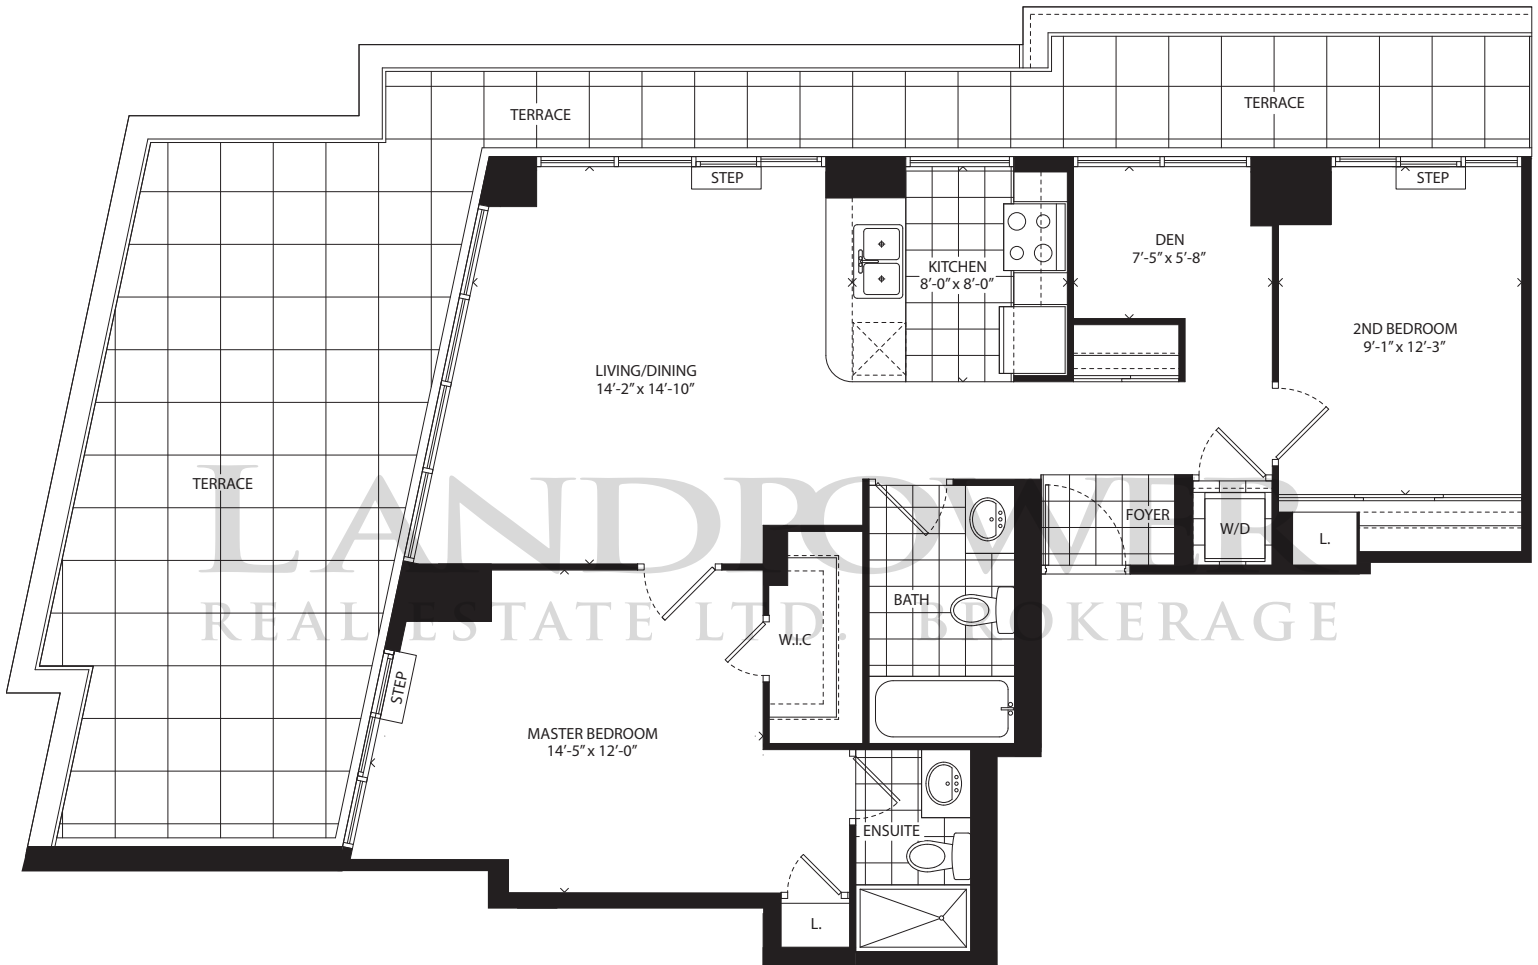 TERRACE
TERRACE
STEP
STEP
DEN
7'-5" x 5'-8"
KITCHEN
8'-0" x 8'-0"
2ND BEDROOM
9'-1" x 12'-3"
LIVING/DINING
14'-2" x 14'-10"
TERRACE
LANDPOWER
FOYER
W/D
L.
BATH
REAL ESTATE LTD. BROKERAGE
W.I.C
STEP
MASTER BEDROOM
14'-5" x 12'-0"
ENSUITE
L.